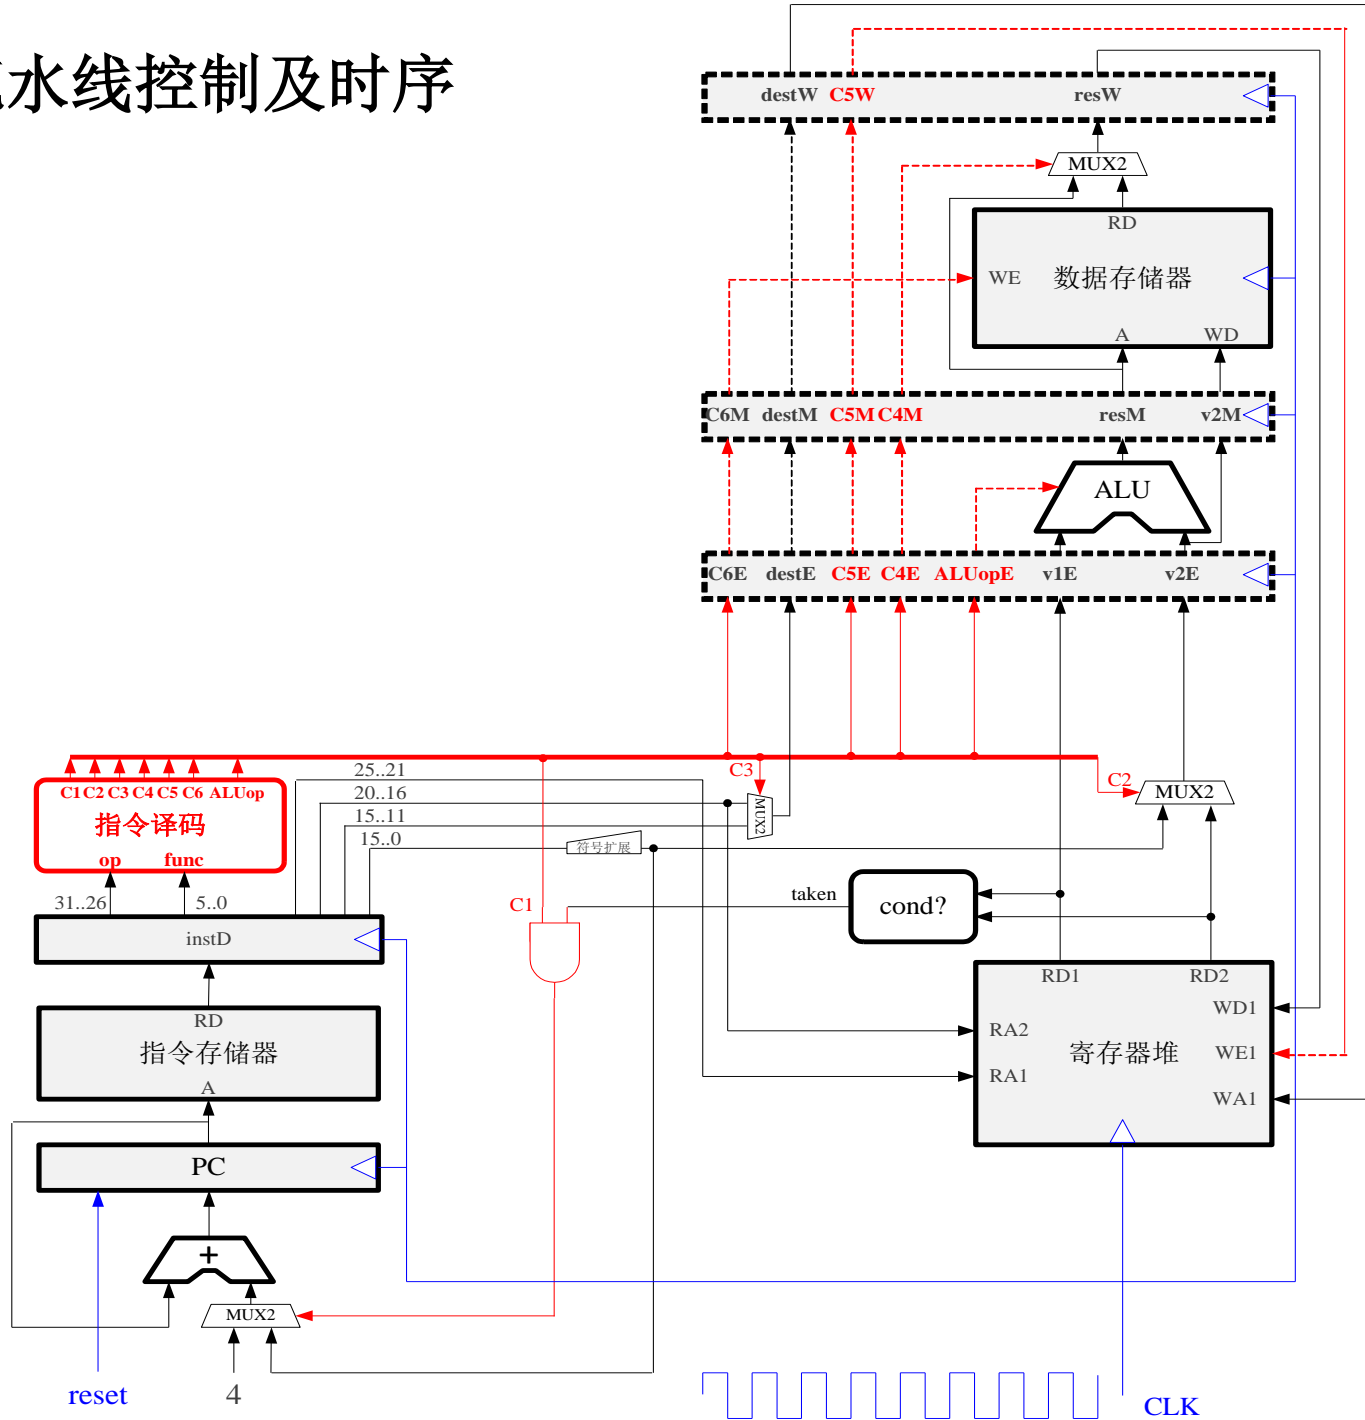 水线控制及时序
destW C5W resW
MUX2
RD
WE 数据存储器
A WD
C6M destM C5M C4M resM v2M
ALU
C6E destE C5E C4E ALUopE v1E v2E
C3
C2
MUX2
MUX2
25..21
20..16
15..11
15..0
符号扩展
C1 C2 C3 C4 C5 C6 ALUop
指令译码
op func
31..26 5..0
C1
taken
cond?
instD
RD
指令存储器
A
RD1 RD2
WD1
RA2
寄存器堆
WE1
RA1
WA1
PC
+
MUX2
reset
4
CLK